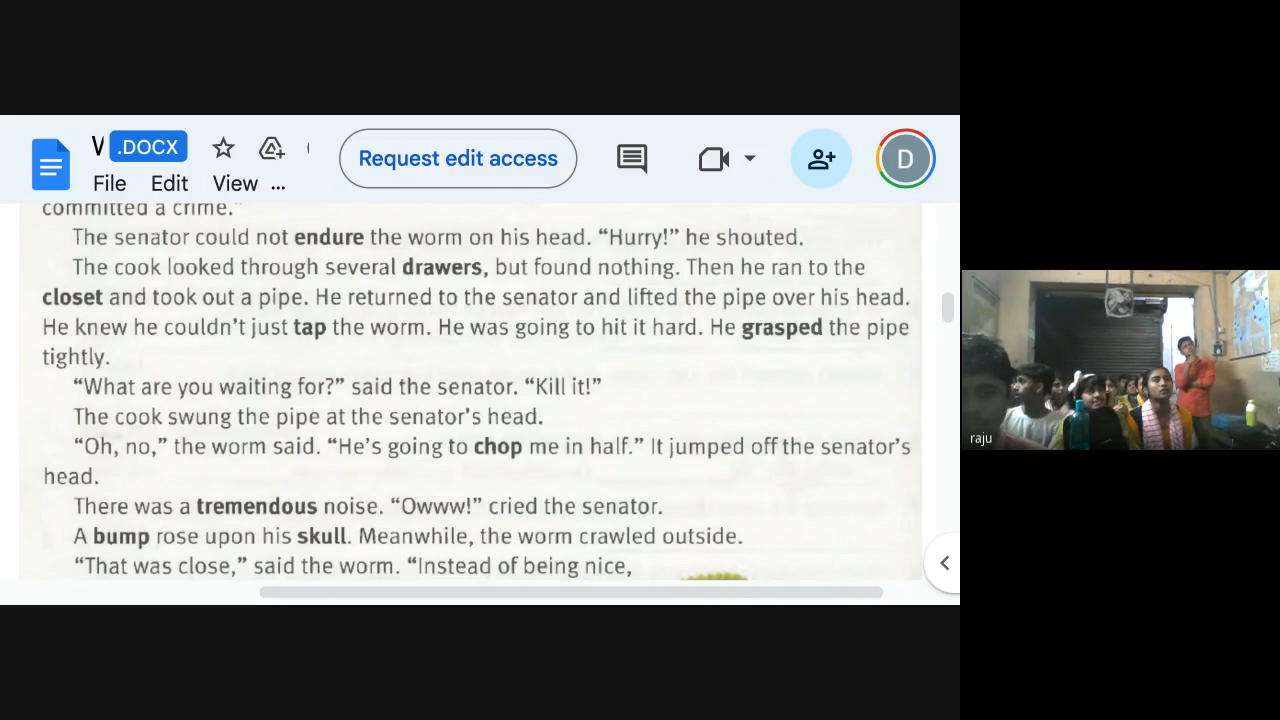 V .DOCX
Request edit access
D
File Edit View ...
committed a crime."
The senator could not endure the worm on his head. “Hurry!” he shouted.
The cook looked through several drawers, but found nothing. Then he ran to the
closet and took out a pipe. He returned to the senator and lifted the pipe over his head.
He knew he couldn’t just tap the worm. He was going to hit it hard. He grasped the pipe
tightly.
“What are you waiting for?” said the senator. “Kill it!”
The cook swung the pipe at the senator’s head.
“Oh, no,” the worm said. “He’s going to chop me in half.” It jumped off the senator’s
head.
There was a tremendous noise. “Owww!” cried the senator.
A bump rose upon his skull. Meanwhile, the worm crawled outside.
“That was close,” said the worm. “Instead of being nice,
raju